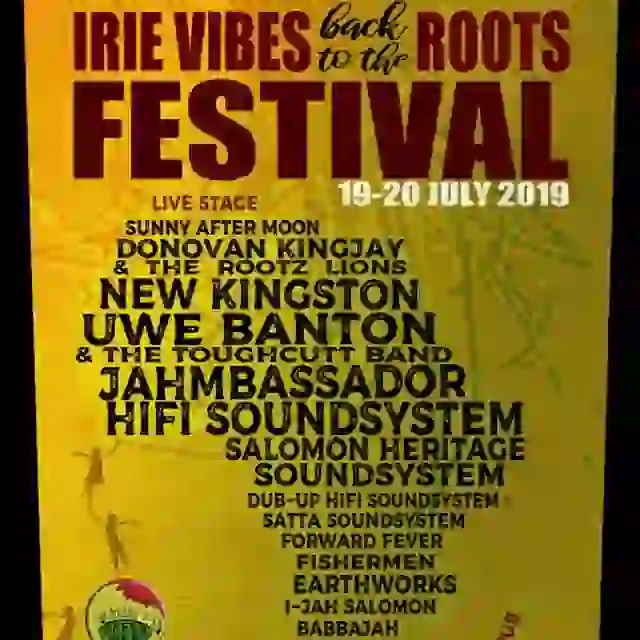 IRIE VIBES back to the ROOTS
FESTIVAL
19-20 JULY 2019
LIVE STAGE
SUNNY AFTER MOON
DONOVAN KINGJAY
& THE ROOTZ LIONS
NEW KINGSTON
UWE BANTON
& THE TOUGHCUTT BAND
JAHMBASSADOR
HIFI SOUNDSYSTEM
SALOMON HERITAGE
SOUNDSYSTEM
DUB-UP HIFI SOUNDSYSTEM
SATTA SOUNDSYSTEM
FORWARD FEVER
FISHERMEN
EARTHWORKS
I-JAH SALOMON
BABBAJAH